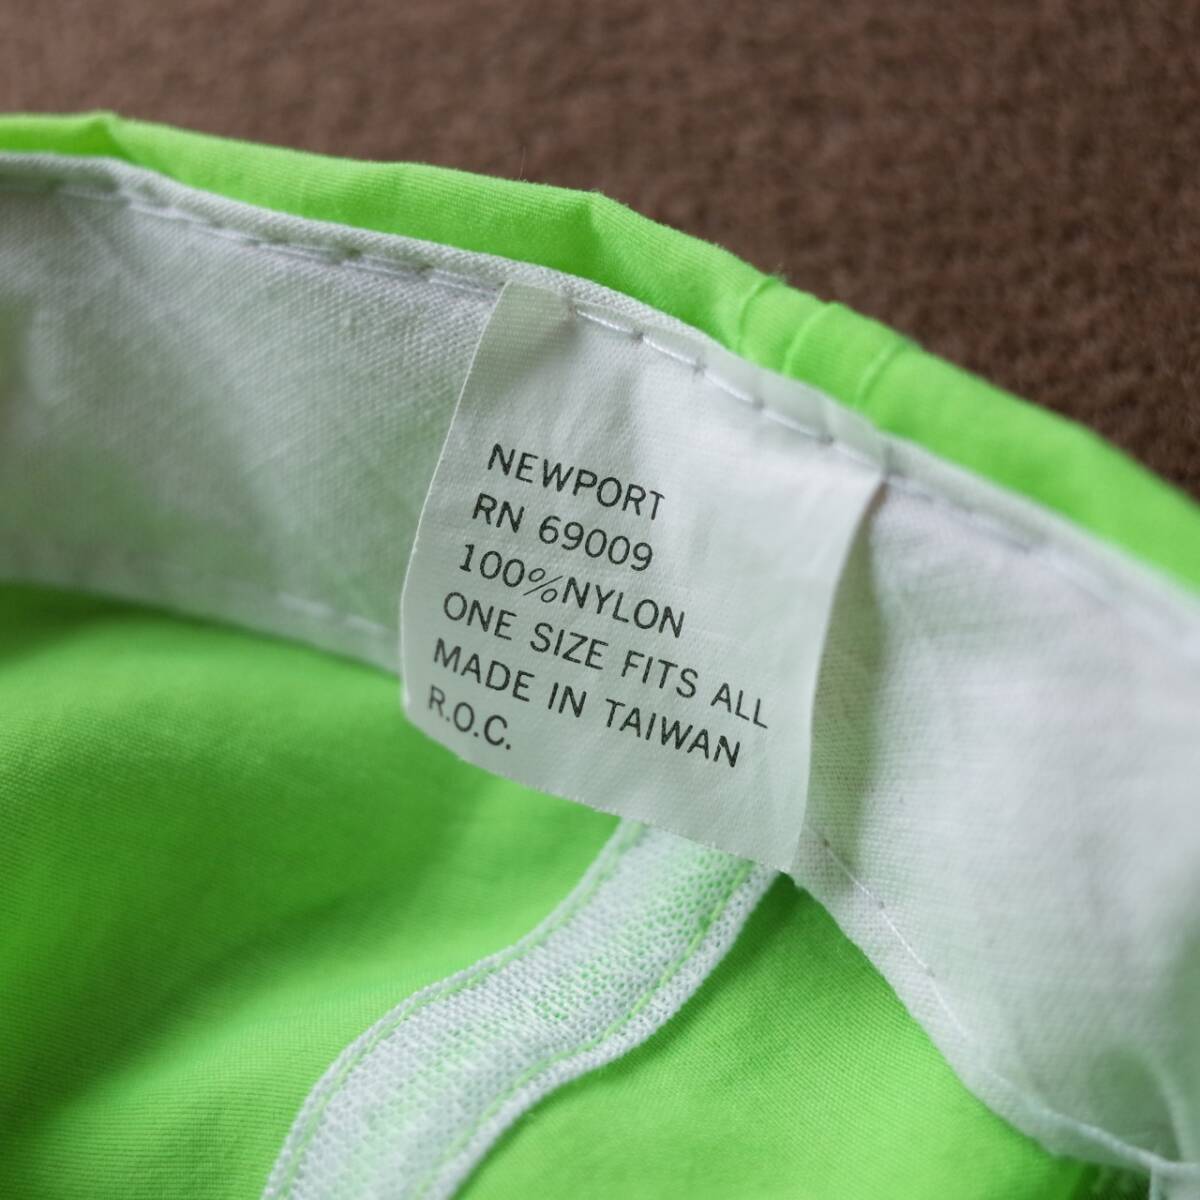 NEWPORT
RN 69009
100%NYLON
ONE SIZE FITS ALL
MADE IN TAIWAN
R.O.C.